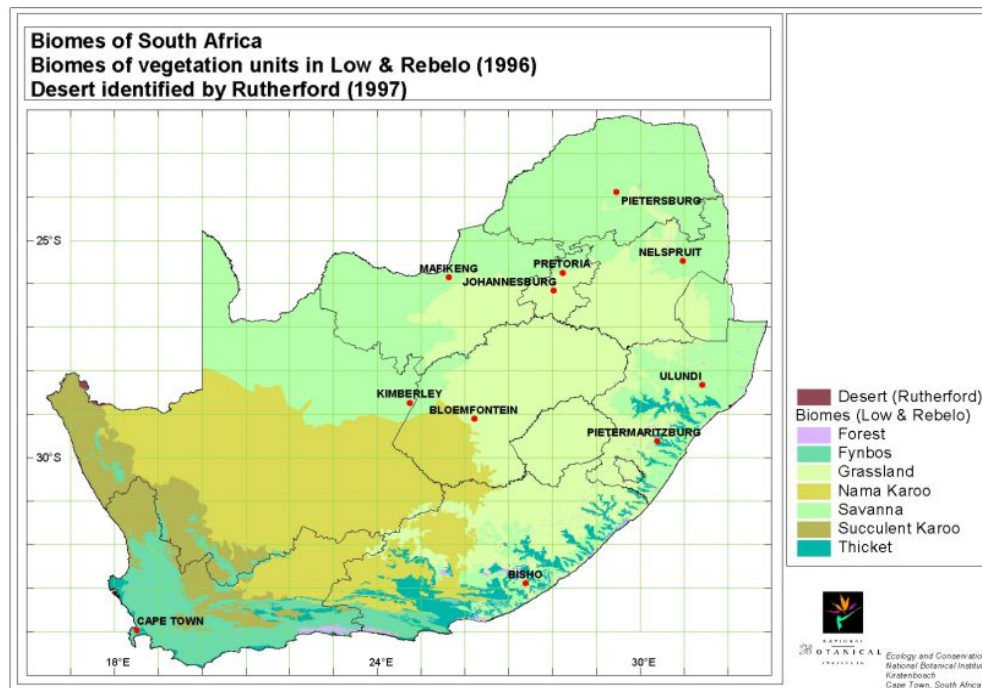 Biomes of South Africa
Biomes of vegetation units in Low & Rebelo (1996)
Desert identified by Rutherford (1997)
PIETERSBURG
25°S
NELSPRUIT
MAFIKENG
PRETORIA
JOHANNESBURG
ULUNDI
KIMBERLEY
BLOEMFONTEIN
PIETERMARITZBURG
30°S
BISHO
CAPE TOWN
18°E
24°E
30°E
Desert (Rutherford)
Biomes (Low & Rebelo)
Forest
Fynbos
Grassland
Nama Karoo
Savanna
Succulent Karoo
Thicket
NATIONAL
BOTANICAL
INSTITUTE
Ecology and Conservation
National Botanical Institu
Kirstenbosch
Cape Town, South Africa